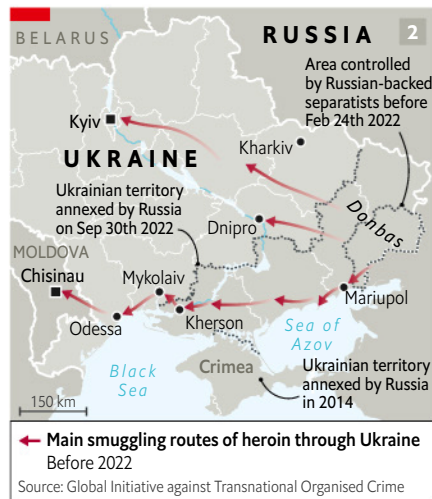 BELARUS
RUSSIA
2
Area controlled
by Russian-backed
separatists before
Feb 24th 2022
Kyiv
Kharkiv
UKRAINE
Ukrainian territory
annexed by Russia
on Sep 30th 2022
Dnipro
Donbas
MOLDOVA
Chisinau
Mykolaiv
Mariupol
Odessa
Kherson
Sea of
Azov
Black
Sea
Crimea
Ukrainian territory
annexed by Russia
in 2014
150 km
Main smuggling routes of heroin through Ukraine
Before 2022
Source: Global Initiative against Transnational Organised Crime